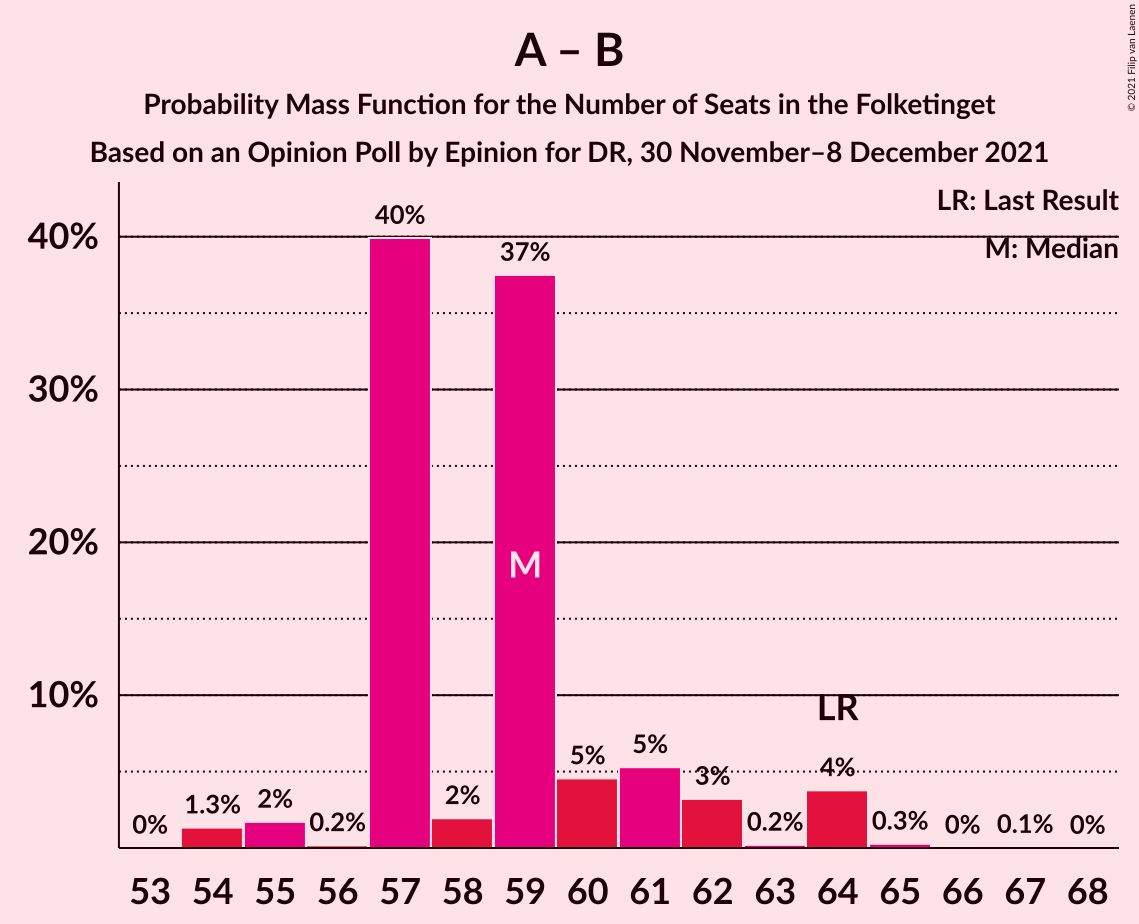 A – B
Probability Mass Function for the Number of Seats in the Folketinget
Based on an Opinion Poll by Epinion for DR, 30 November–8 December 2021
© 2021 Filip van Laenen
LR: Last Result
M: Median
40%
30%
20%
10%
0%
1.3%
2%
0.2%
40%
2%
37%
5%
5%
3%
0.2%
4%
0.3%
0%
0.1%
0%
M
LR
53 54 55 56 57 58 59 60 61 62 63 64 65 66 67 68